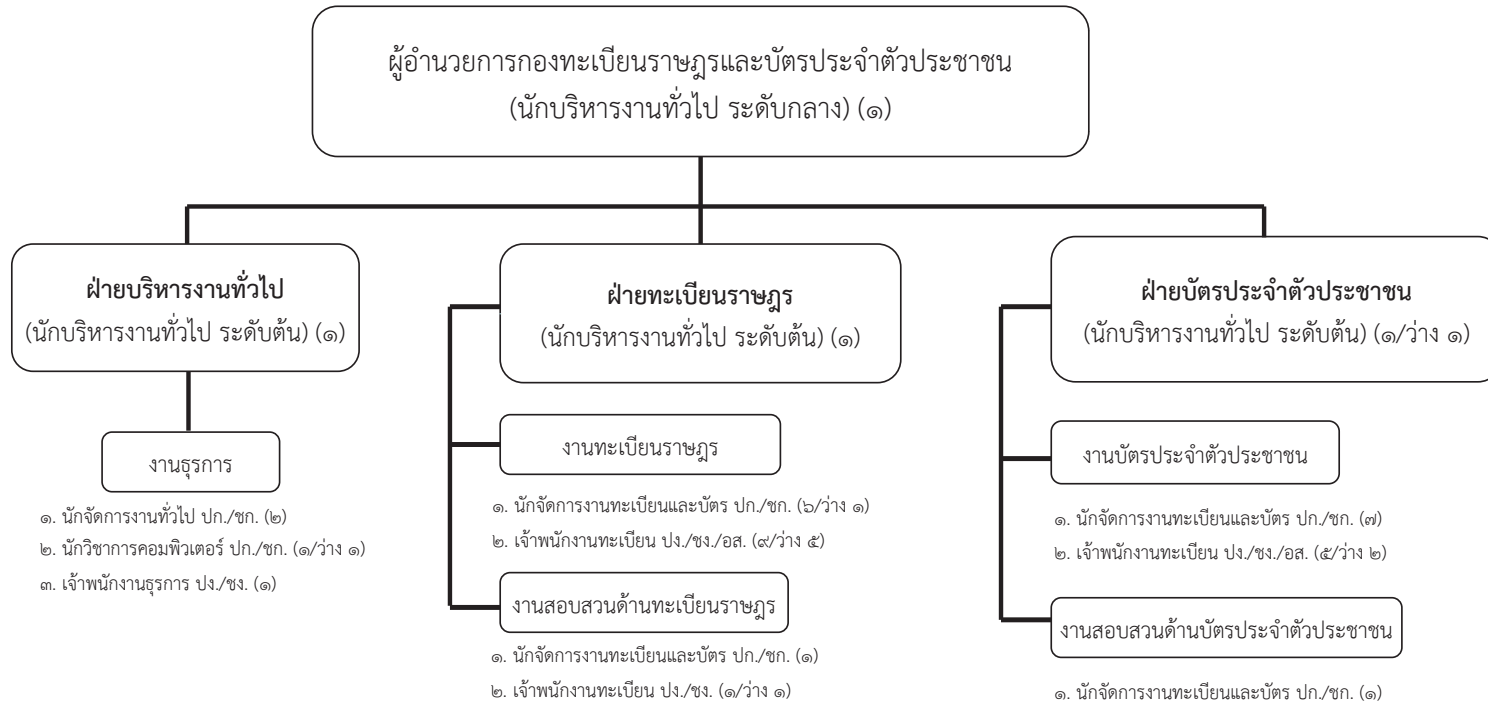 ผู้อำนวยการกองทะเบียนราษฎรและบัตรประจำตัวประชาชน
(นักบริหารงานทั่วไป ระดับกลาง) (๑)
ฝ่ายบริหารงานทั่วไป
(นักบริหารงานทั่วไป ระดับต้น) (๑)
งานธุรการ
๑. นักจัดการงานทั่วไป ปก./ชก. (๒)
๒. นักวิชาการคอมพิวเตอร์ ปก./ชก. (๑/ว่าง ๑)
๓. เจ้าพนักงานธุรการ ปง./ชง. (๑)
ฝ่ายทะเบียนราษฎร
(นักบริหารงานทั่วไป ระดับต้น) (๑)
งานทะเบียนราษฎร
๑. นักจัดการงานทะเบียนและบัตร ปก./ชก. (๖/ว่าง ๑)
๒. เจ้าพนักงานทะเบียน ปง./ชง./อส. (๙/ว่าง ๕)
งานสอบสวนด้านทะเบียนราษฎร
๑. นักจัดการงานทะเบียนและบัตร ปก./ชก. (๑)
๒. เจ้าพนักงานทะเบียน ปง./ชง. (๑/ว่าง ๑)
ฝ่ายบัตรประจำตัวประชาชน
(นักบริหารงานทั่วไป ระดับต้น) (๑/ว่าง ๑)
งานบัตรประจำตัวประชาชน
๑. นักจัดการงานทะเบียนและบัตร ปก./ชก. (๗)
๒. เจ้าพนักงานทะเบียน ปง./ชง./อส. (๕/ว่าง ๒)
งานสอบสวนด้านบัตรประจำตัวประชาชน
๑. นักจัดการงานทะเบียนและบัตร ปก./ชก. (๑)